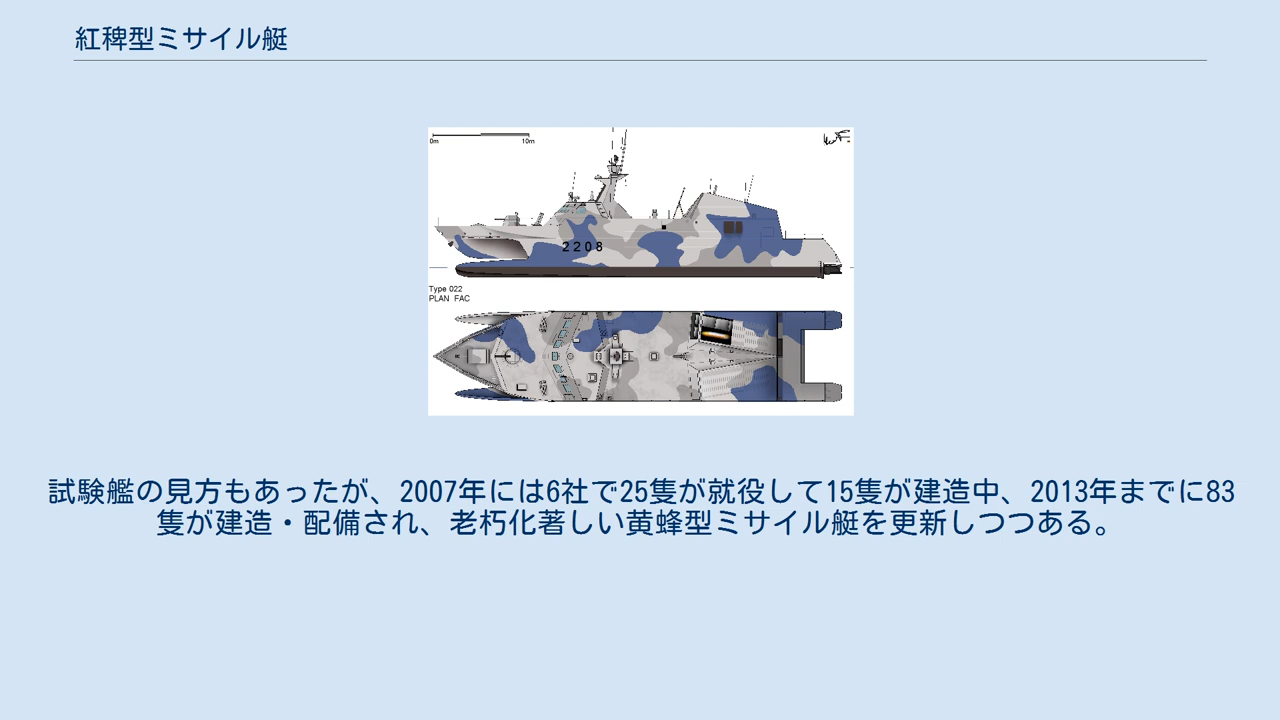 紅稗型ミサイル艇
0m 10m
2208
Type 022
PLAN FAC
試験艦の見方もあったが、2007年には6社で25隻が就役して15隻が建造中、2013年までに83
隻が建造・配備され、老朽化著しい黄蜂型ミサイル艇を更新しつつある。